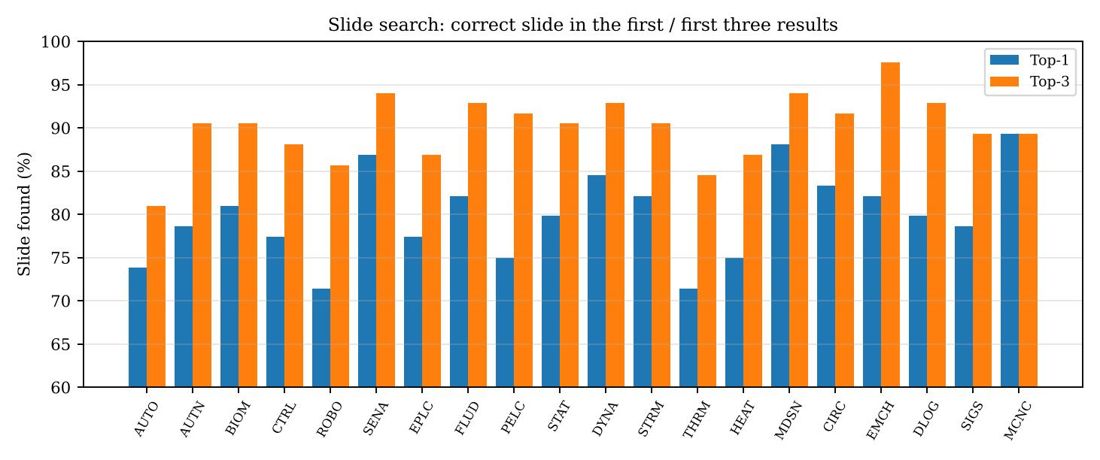 Slide search: correct slide in the first / first three results
100
95
90
85
80
75
70
65
60
Slide found (%)
Top-1
Top-3
AUTO
AUTN
BIOM
CTRL
ROBO
SENA
EPLC
FLUD
PELC
STAT
DYNA
STRM
THRM
HEAT
MDSN
CIRC
EMCH
DLOG
SIGS
MCNC